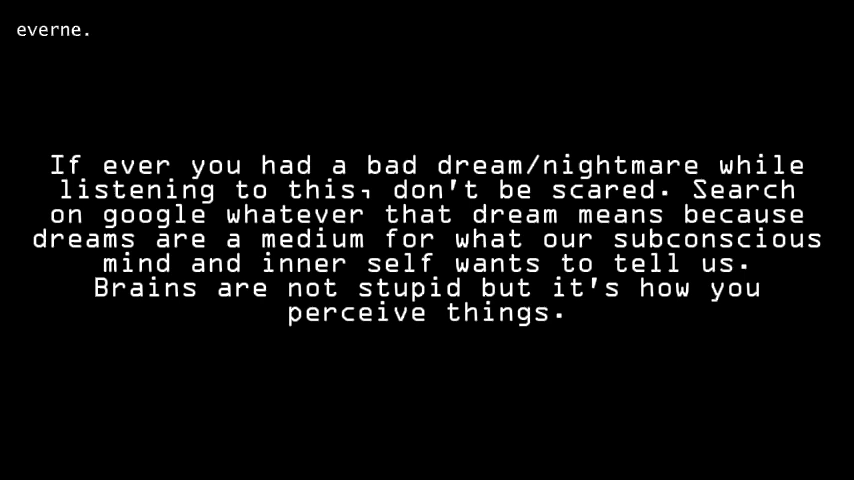 everne.
If ever you had a bad dream/nightmare while
listening to this, don't be scared. Search
on google whatever that dream means because
dreams are a medium for what our subconscious
mind and inner self wants to tell us.
Brains are not stupid but it's how you
perceive things.